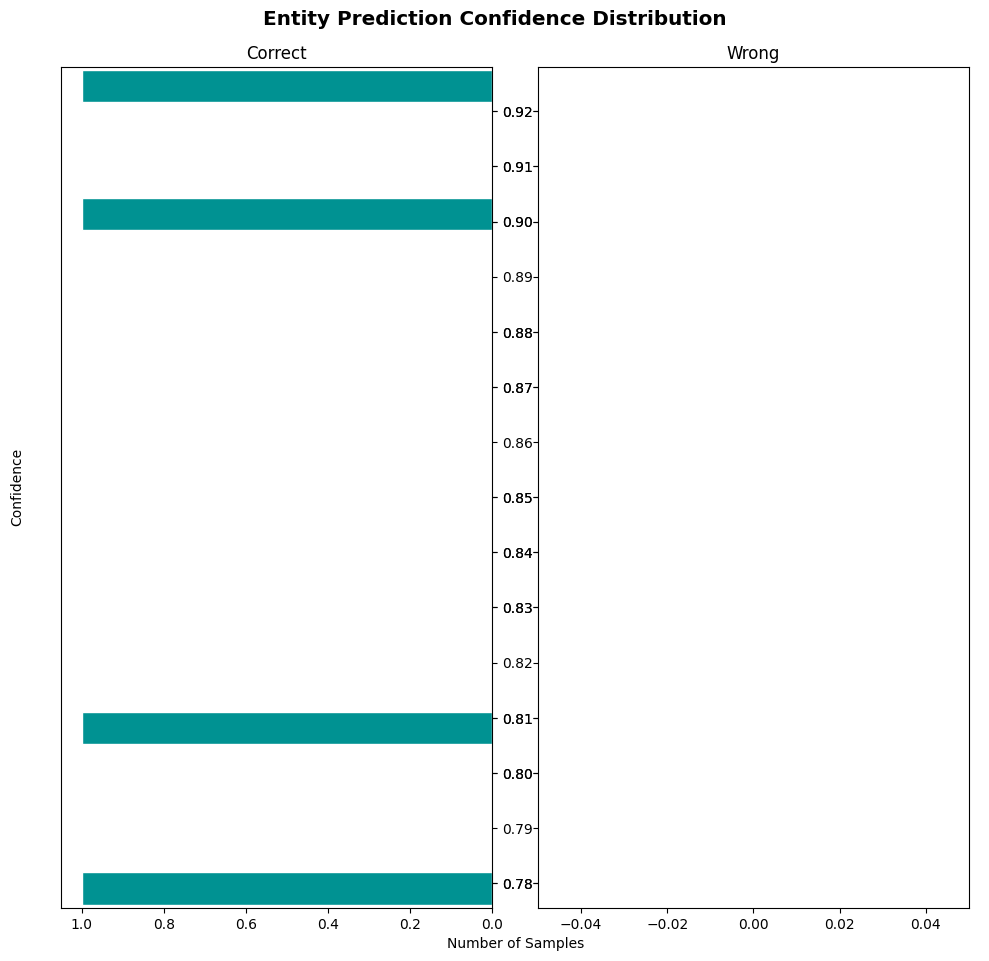 Entity Prediction Confidence Distribution
Correct
Wrong
0.92
0.91
0.90
0.89
0.88
0.87
0.86
0.85
0.84
0.83
0.82
0.81
0.80
0.79
0.78
Confidence
1.0 0.8 0.6 0.4 0.2 0.0
−0.04 −0.02 0.00 0.02 0.04
Number of Samples